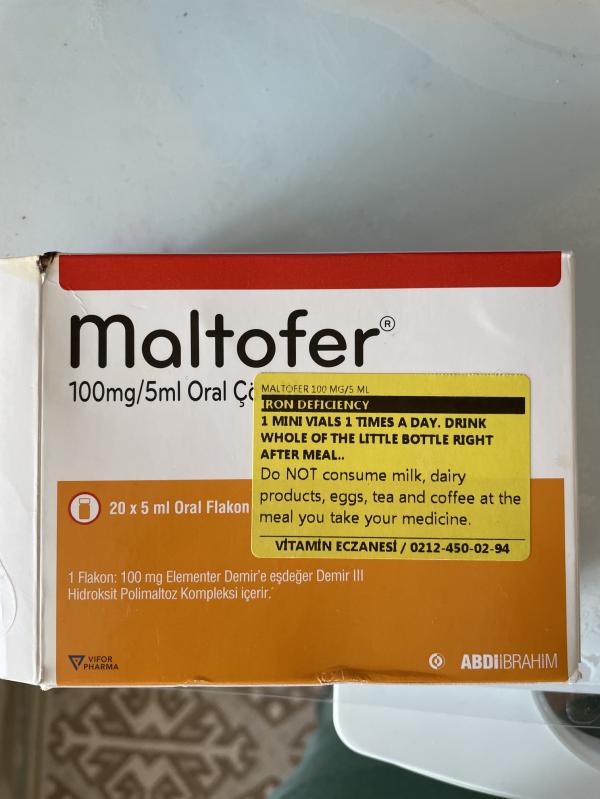 Maltofer®
100mg/5ml Oral
MALTOFER 100 MG/5 ML
IRON DEFICIENCY
1 MINI VIALS 1 TIMES A DAY. DRINK
WHOLE OF THE LITTLE BOTTLE RIGHT
AFTER MEAL..
Do NOT consume milk, dairy
products, eggs, tea and coffee at the
meal you take your medicine.
VİTAMİN ECZANESİ / 0212-450-02-94
20 x 5 ml Oral Flakon
1 Flakon: 100 mg Elementer Demir'e eşdeğer Demir III
Hidroksit Polimaltoz Kompleksi içerir.
VIFOR
PHARMA
ABDİİBRAHİM